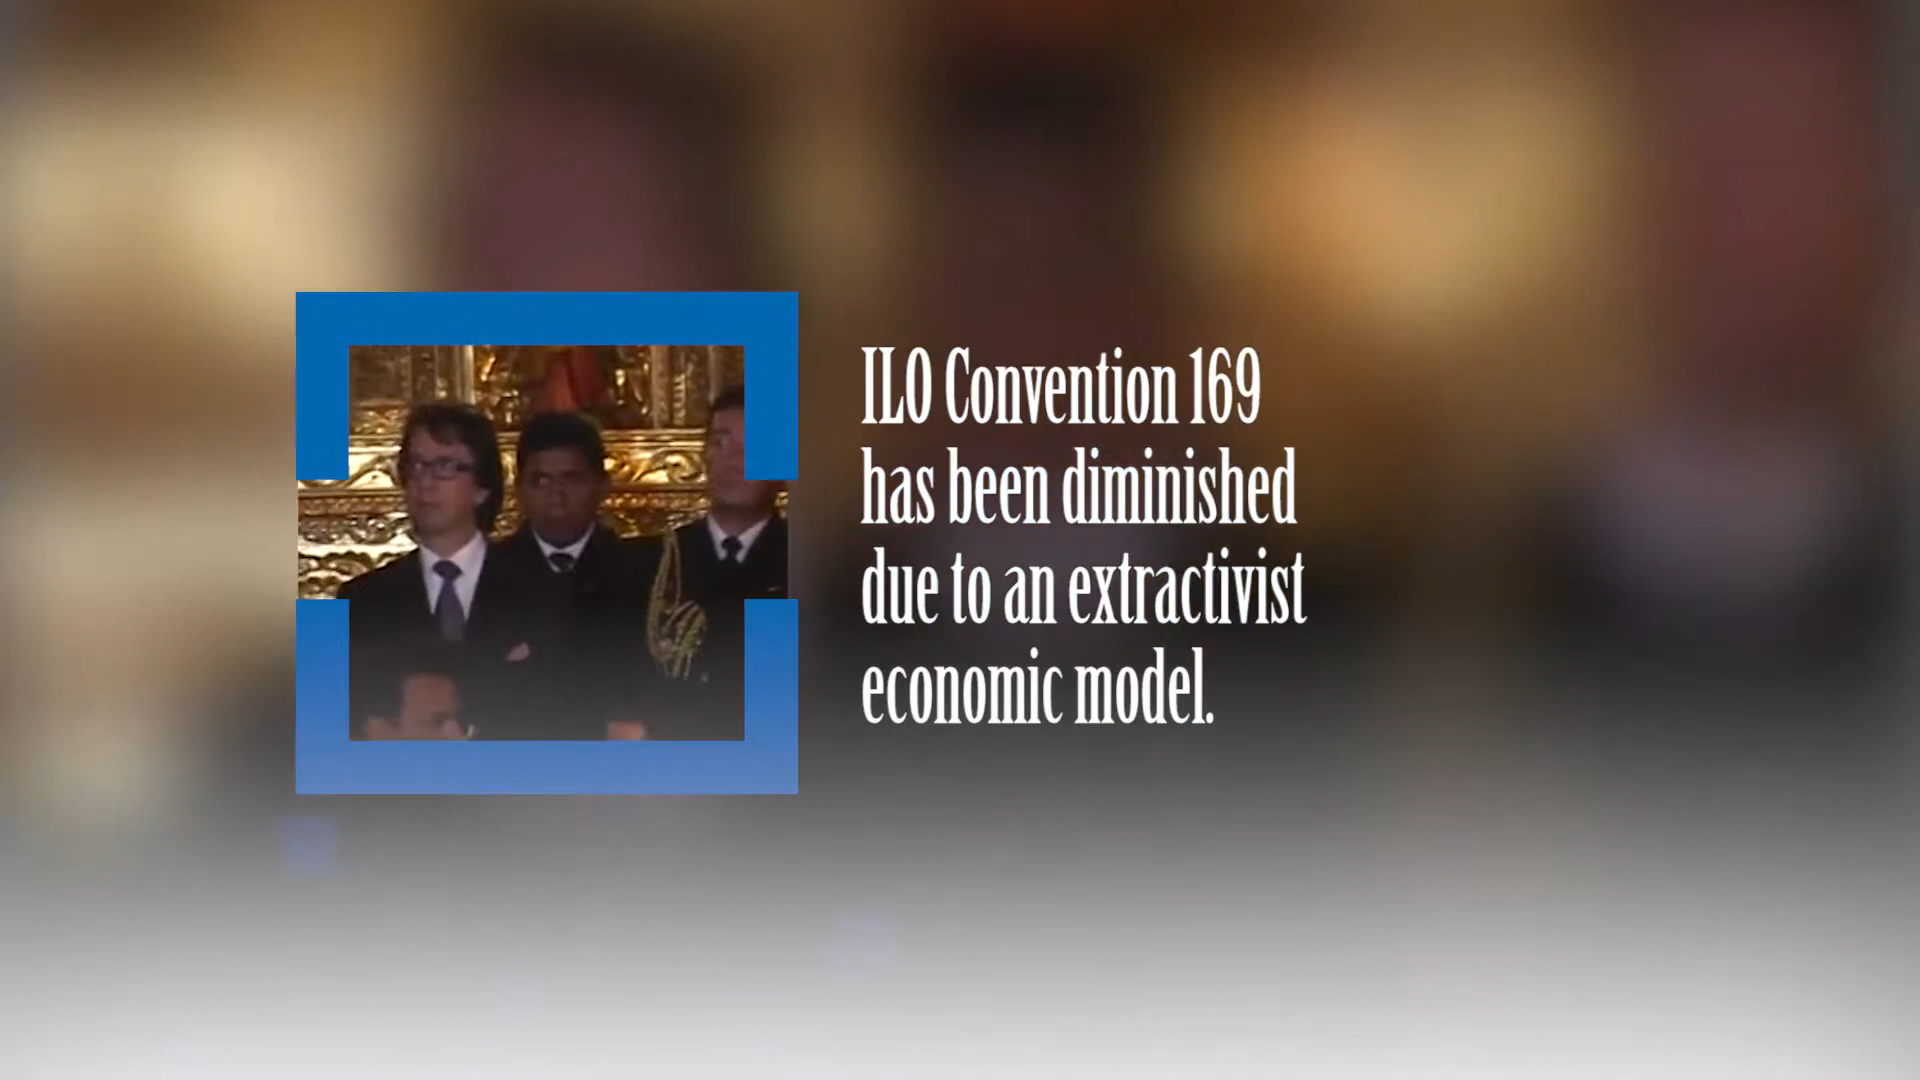 ILO Convention 169
has been diminished
due to an extractivist
economic model.